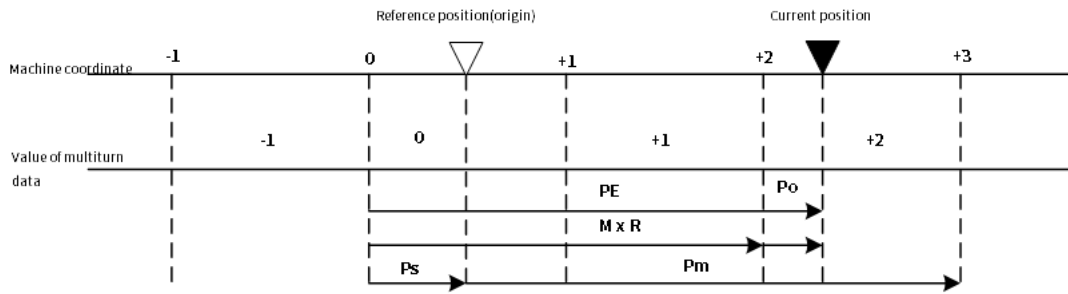 Reference position(origin)
Current position
-1
0
+1
+2
+3
Machine coordinate
-1
0
+1
+2
Value of multiturn
data
PE
Po
M x R
Ps
Pm